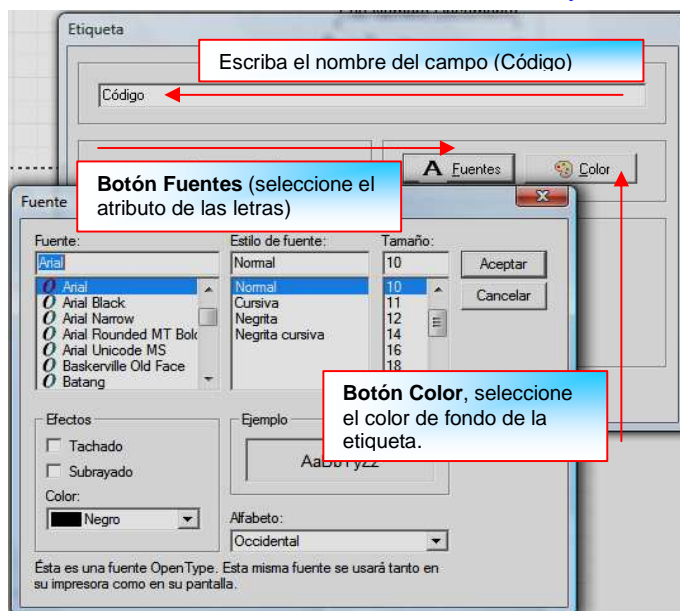 Etiqueta
Escriba el nombre del campo (Código)
Código
A Fuentes
Color
Botón Fuentes (seleccione el
atributo de las letras)
Fuente
Fuente:
Estilo de fuente:
Tamaño:
Arial
Normal
10
Aceptar
Cancelar
Arial
Arial Black
Arial Narrow
Arial Rounded MT Bolc
Arial Unicode MS
Baskerville Old Face
Batang
Normal
Cursiva
Negrita
Negrita cursiva
10
11
12
14
16
18
Botón Color, seleccione
el color de fondo de la
etiqueta.
Efectos
Tachado
Subrayado
Color:
Negro
Ejemplo
AaBbYyZz
Alfabeto:
Occidental
Ésta es una fuente OpenType. Esta misma fuente se usará tanto en
su impresora como en su pantalla.